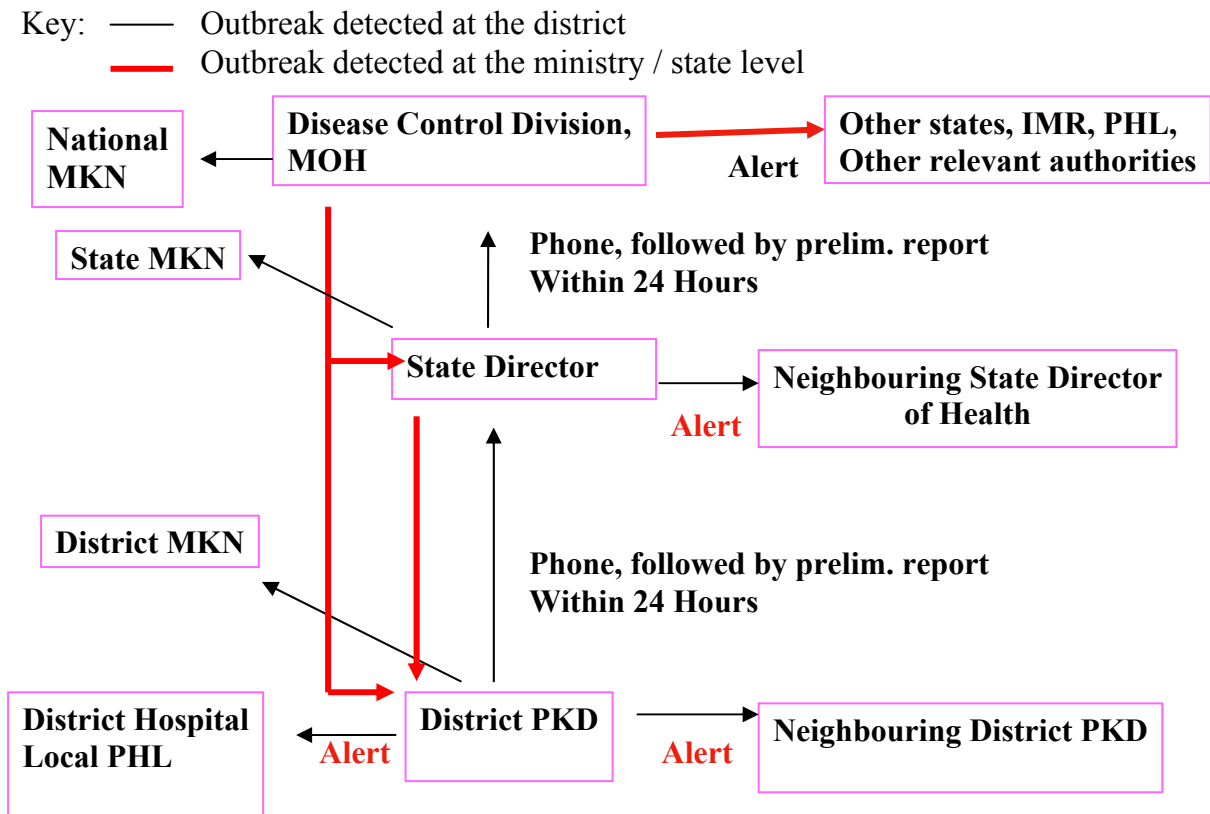 Key: Outbreak detected at the district
Outbreak detected at the ministry / state level
National
MKN
Disease Control Division,
MOH
Alert
Other states, IMR, PHL,
Other relevant authorities
State MKN
Phone, followed by prelim. report
Within 24 Hours
State Director
Alert
Neighbouring State Director
of Health
District MKN
Phone, followed by prelim. report
Within 24 Hours
District Hospital
Local PHL
Alert
District PKD
Alert
Neighbouring District PKD